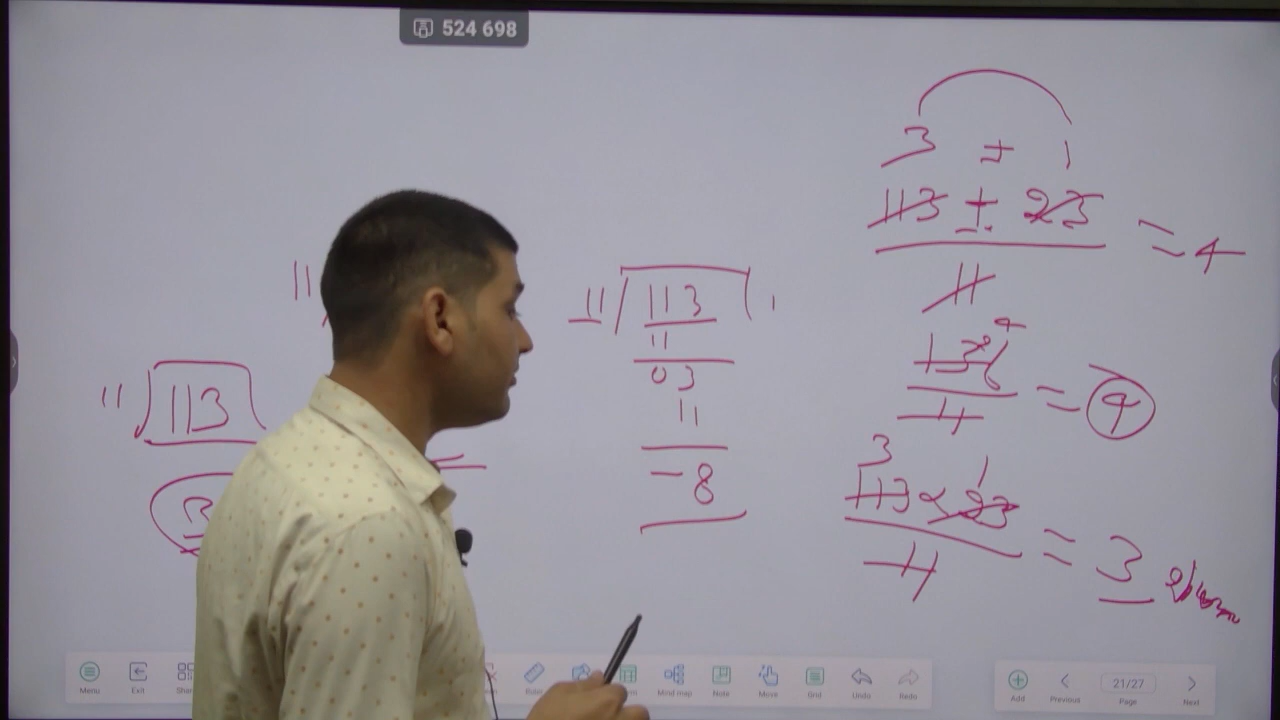 524 698
3 + 1
113 + 23 = 4
11
11
11 113 1
11
03
11
-8
136 4
11 = 4
11 113
3
3 1
113 × 23
11 = 3
Menu Exit Mind map Note Move Grid Undo Redo
Add Previous 21/27 Page Next